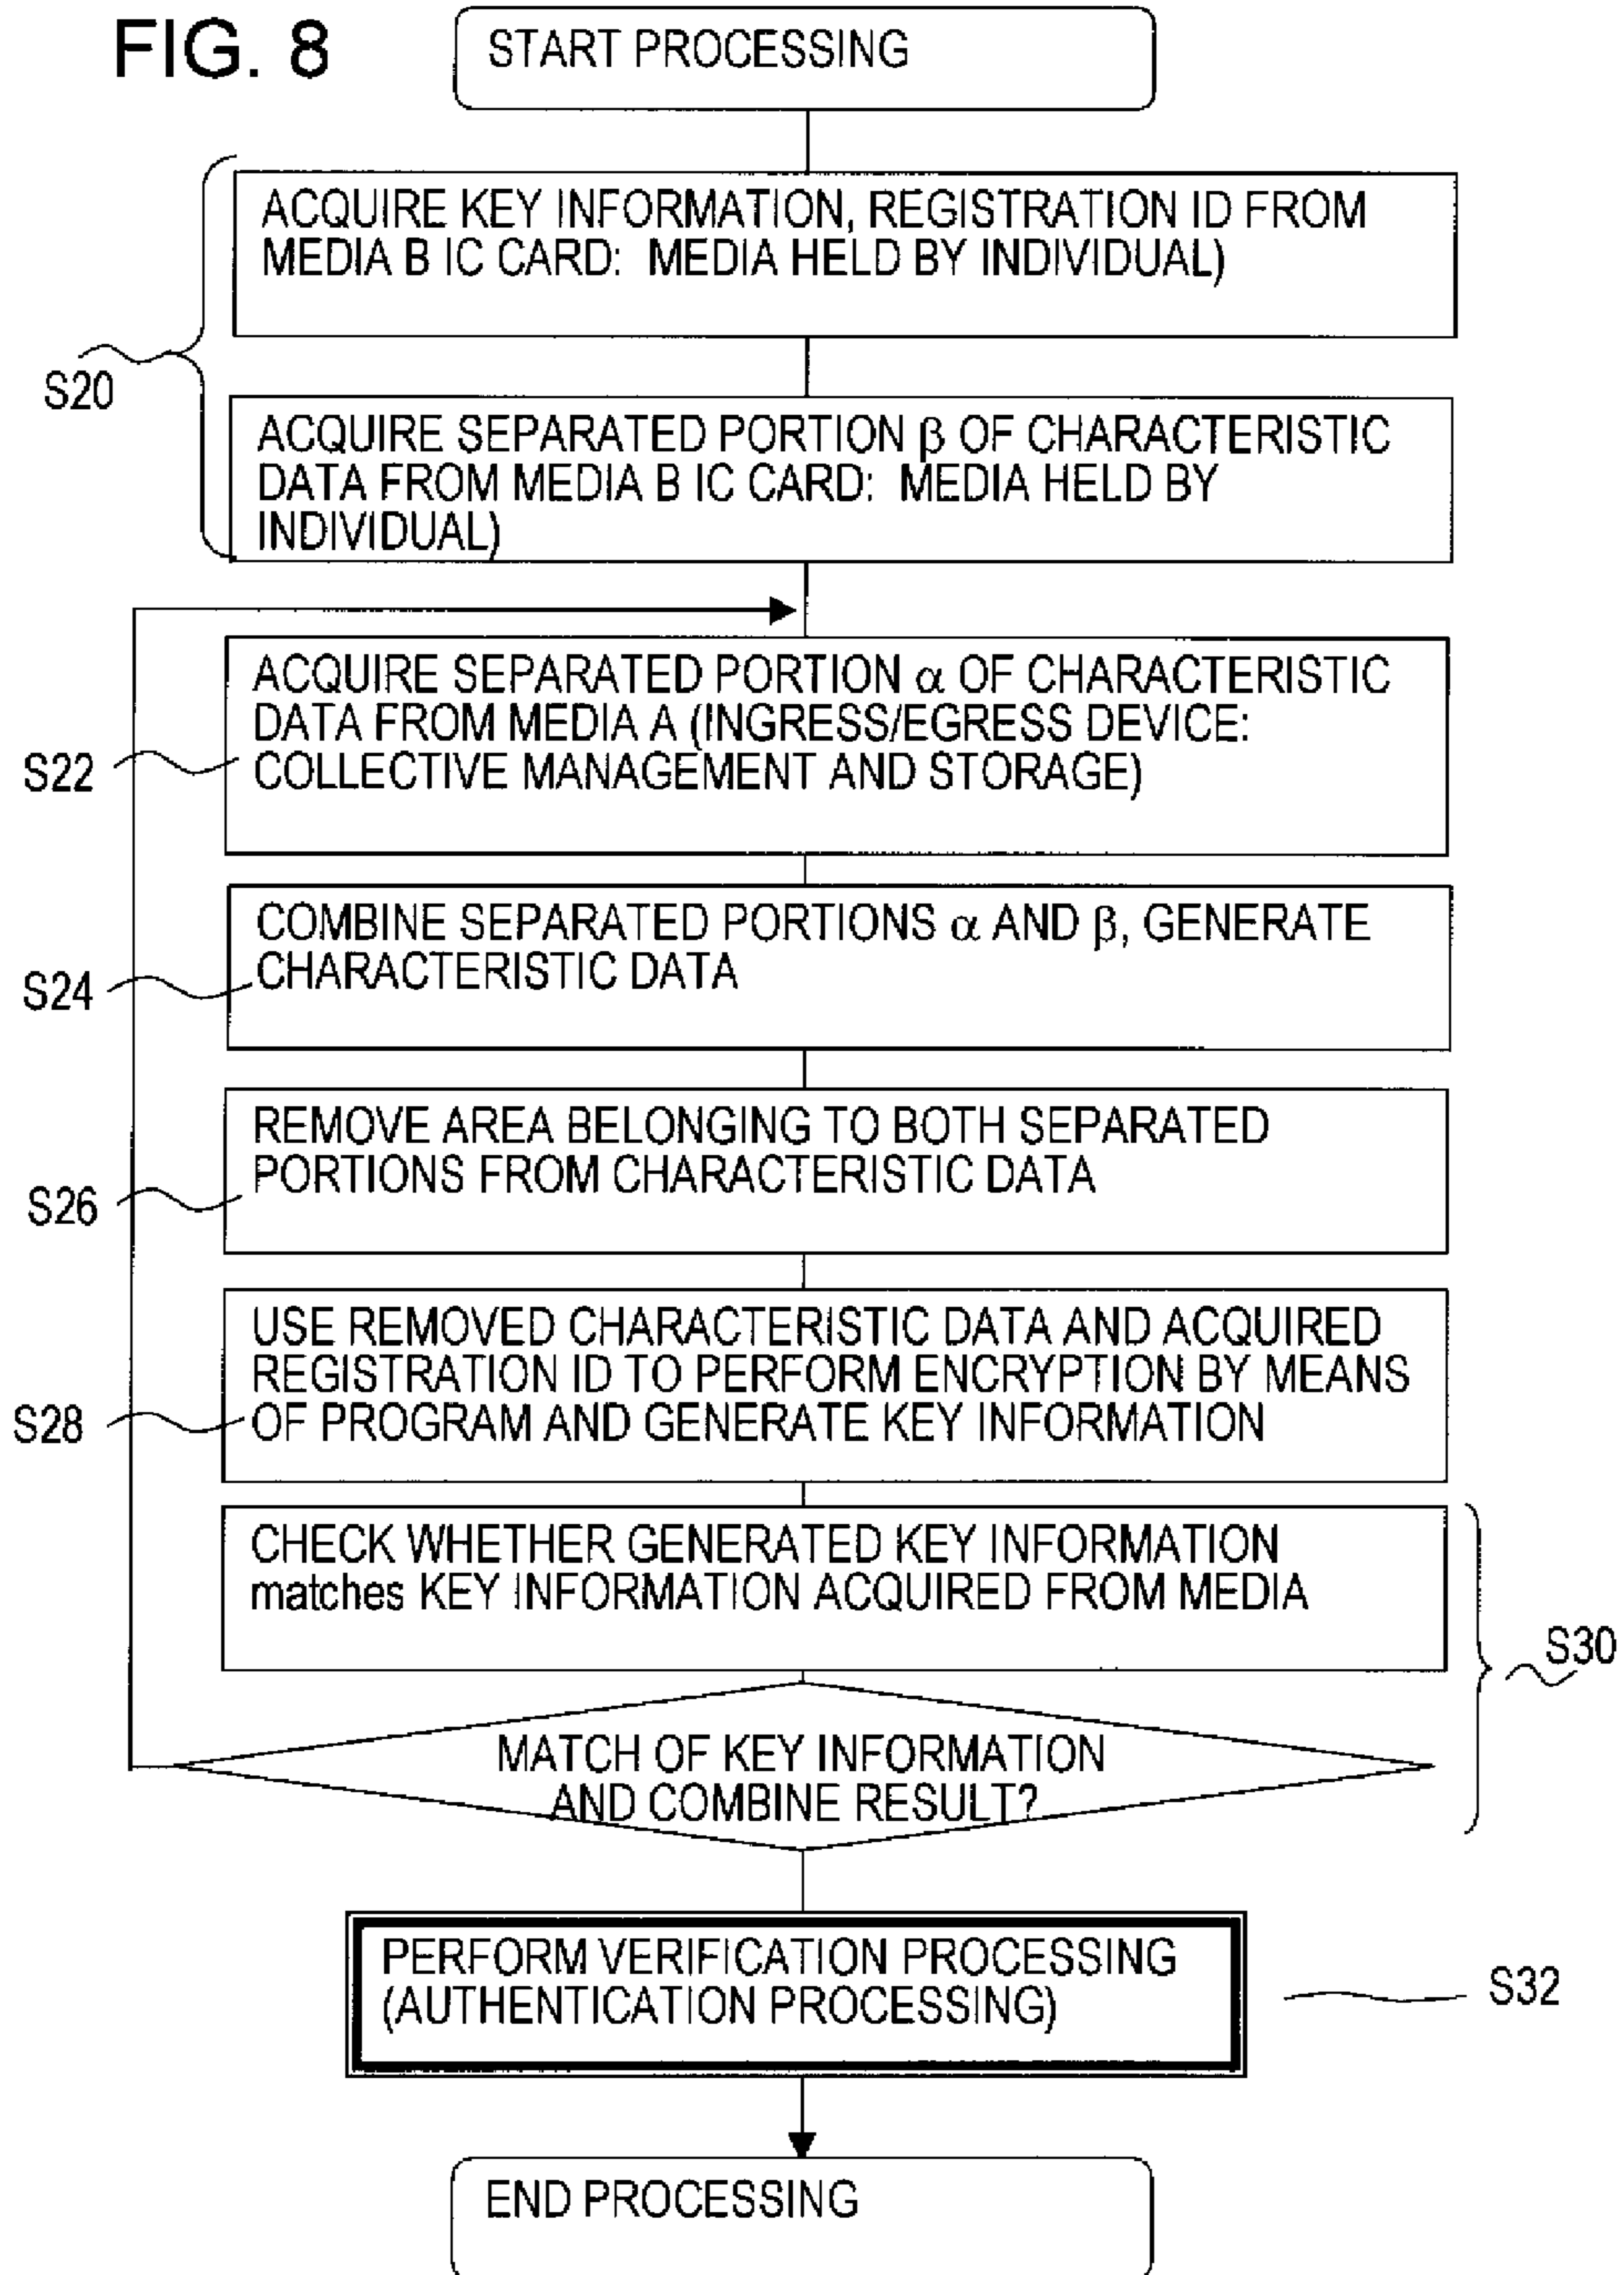 FIG. 8
START PROCESSING
ACQUIRE KEY INFORMATION, REGISTRATION ID FROM
MEDIA B IC CARD: MEDIA HELD BY INDIVIDUAL)
S20
ACQUIRE SEPARATED PORTION β OF CHARACTERISTIC
DATA FROM MEDIA B IC CARD: MEDIA HELD BY
INDIVIDUAL)
ACQUIRE SEPARATED PORTION α OF CHARACTERISTIC
DATA FROM MEDIA A (INGRESS/EGRESS DEVICE:
COLLECTIVE MANAGEMENT AND STORAGE)
S22
COMBINE SEPARATED PORTIONS α AND β, GENERATE
CHARACTERISTIC DATA
S24
REMOVE AREA BELONGING TO BOTH SEPARATED
PORTIONS FROM CHARACTERISTIC DATA
S26
USE REMOVED CHARACTERISTIC DATA AND ACQUIRED
REGISTRATION ID TO PERFORM ENCRYPTION BY MEANS
OF PROGRAM AND GENERATE KEY INFORMATION
S28
CHECK WHETHER GENERATED KEY INFORMATION
matches KEY INFORMATION ACQUIRED FROM MEDIA
S30
MATCH OF KEY INFORMATION
AND COMBINE RESULT?
PERFORM VERIFICATION PROCESSING
(AUTHENTICATION PROCESSING)
S32
END PROCESSING